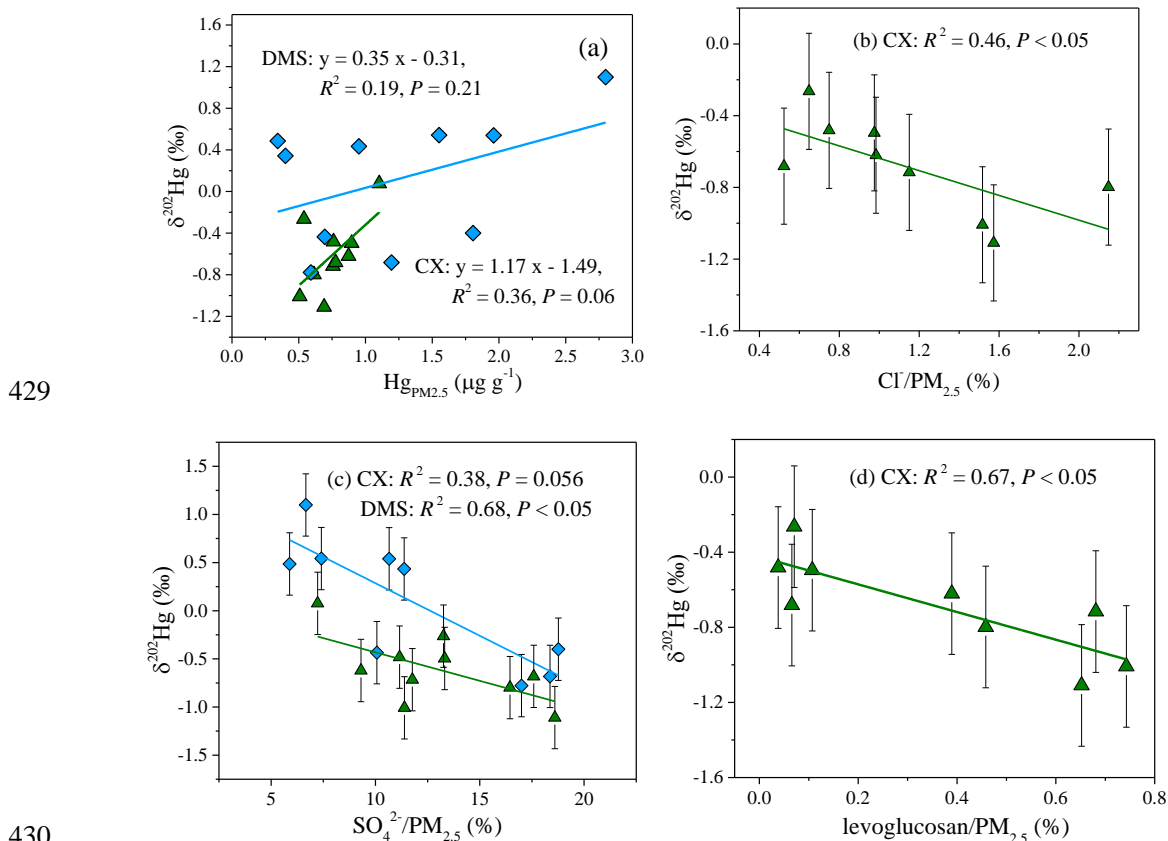 (a)
DMS: y = 0.35 x - 0.31,
R² = 0.19, P = 0.21
CX: y = 1.17 x - 1.49,
R² = 0.36, P = 0.06
1.6
1.2
0.8
0.4
0.0
-0.4
-0.8
-1.2
δ²⁰²Hg (‰)
0.0 0.5 1.0 1.5 2.0 2.5 3.0
Hg_PM2.5 (μg g⁻¹)
(b) CX: R² = 0.46, P < 0.05
0.0
-0.4
-0.8
-1.2
-1.6
δ²⁰²Hg (‰)
0.4 0.8 1.2 1.6 2.0
Cl⁻/PM₂.₅ (%)
429
(c) CX: R² = 0.38, P = 0.056
DMS: R² = 0.68, P < 0.05
1.5
1.0
0.5
0.0
-0.5
-1.0
-1.5
δ²⁰²Hg (‰)
5 10 15 20
SO₄²⁻/PM₂.₅ (%)
(d) CX: R² = 0.67, P < 0.05
0.0
-0.4
-0.8
-1.2
-1.6
δ²⁰²Hg (‰)
0.0 0.2 0.4 0.6 0.8
levoglucosan/PM₂.₅ (%)
430